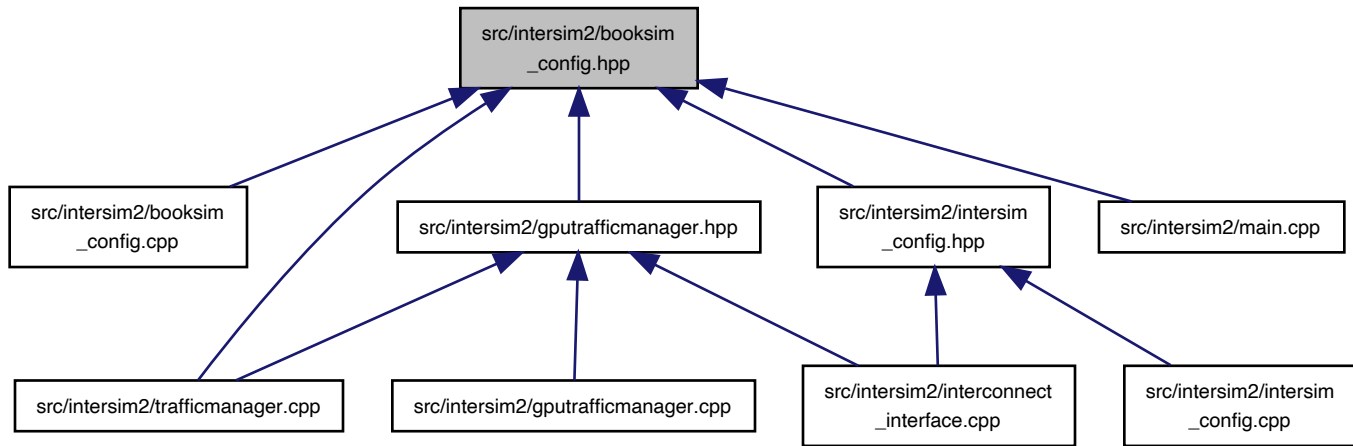 src/intersim2/booksim
_config.hpp
src/intersim2/booksim
_config.cpp
src/intersim2/gputrafficmanager.hpp
src/intersim2/intersim
_config.hpp
src/intersim2/main.cpp
src/intersim2/trafficmanager.cpp
src/intersim2/gputrafficmanager.cpp
src/intersim2/interconnect
_interface.cpp
src/intersim2/intersim
_config.cpp